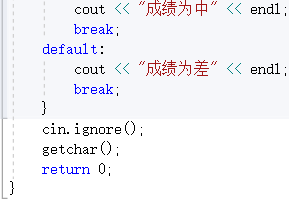 cout << "成绩为中" << endl;
break;
default:
cout << "成绩为差" << endl;
break;
}
cin.ignore();
getchar();
return 0;
}